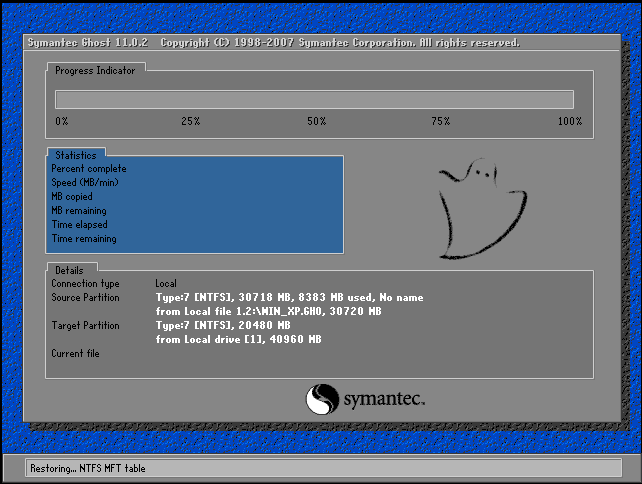 Symantec Ghost 11.0.2 Copyright (C) 1998-2007 Symantec Corporation. All rights reserved.
Progress Indicator
0% 25% 50% 75% 100%
Statistics
Percent complete
Speed (MB/min)
MB copied
MB remaining
Time elapsed
Time remaining
Details
Connection type Local
Source Partition Type:7 [NTFS], 30718 MB, 8383 MB used, No name
from Local file 1.2:\WIN_XP.GHO, 30720 MB
Target Partition Type:7 [NTFS], 20480 MB
from Local drive [1], 40960 MB
Current file
symantec™
Restoring... NTFS MFT table